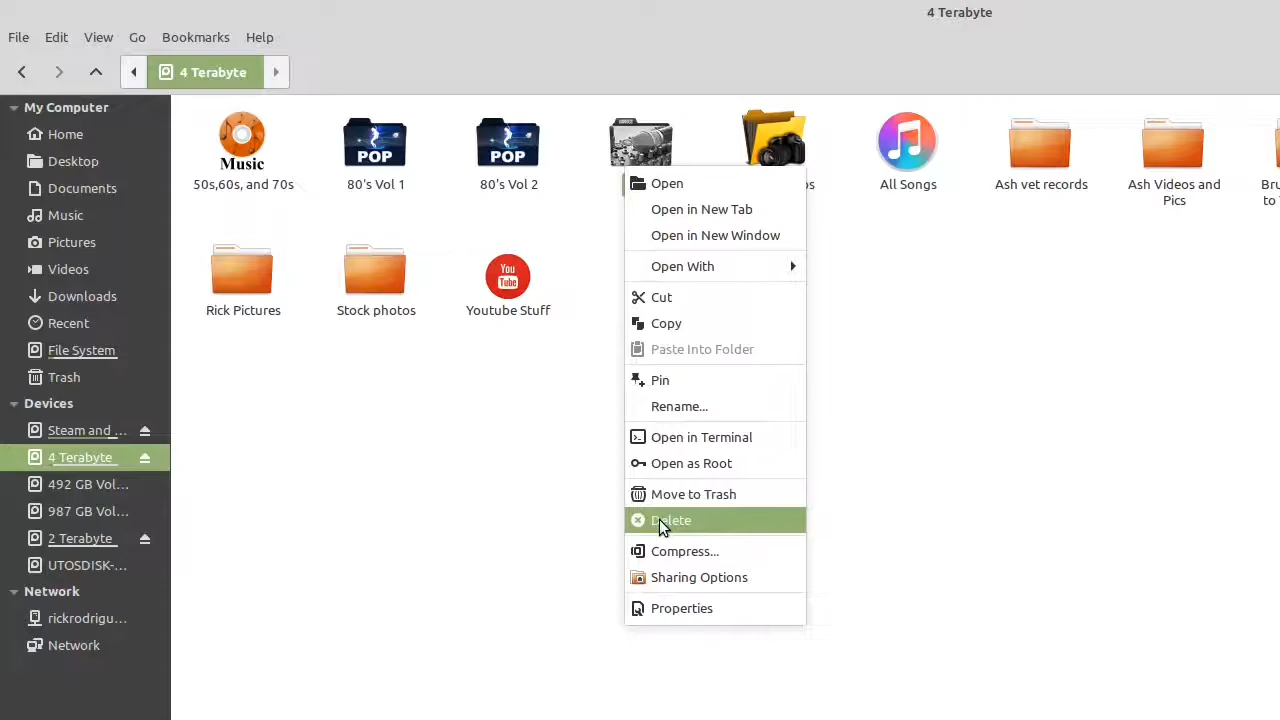 4 Terabyte
File Edit View Go Bookmarks Help
4 Terabyte
My Computer
Home
Desktop
Documents
Music
Pictures
Videos
Downloads
Recent
File System
Trash
Devices
Steam and ...
4 Terabyte
492 GB Vol...
987 GB Vol...
2 Terabyte
UTOSDISK-...
Network
rickrodrigu...
Network
Music
50s,60s, and 70s
POP
80's Vol 1
POP
80's Vol 2
All Songs
Ash vet records
Ash Videos and
Pics
Rick Pictures
Stock photos
You
Tube
Youtube Stuff
Open
Open in New Tab
Open in New Window
Open With
Cut
Copy
Paste Into Folder
Pin
Rename...
Open in Terminal
Open as Root
Move to Trash
Delete
Compress...
Sharing Options
Properties